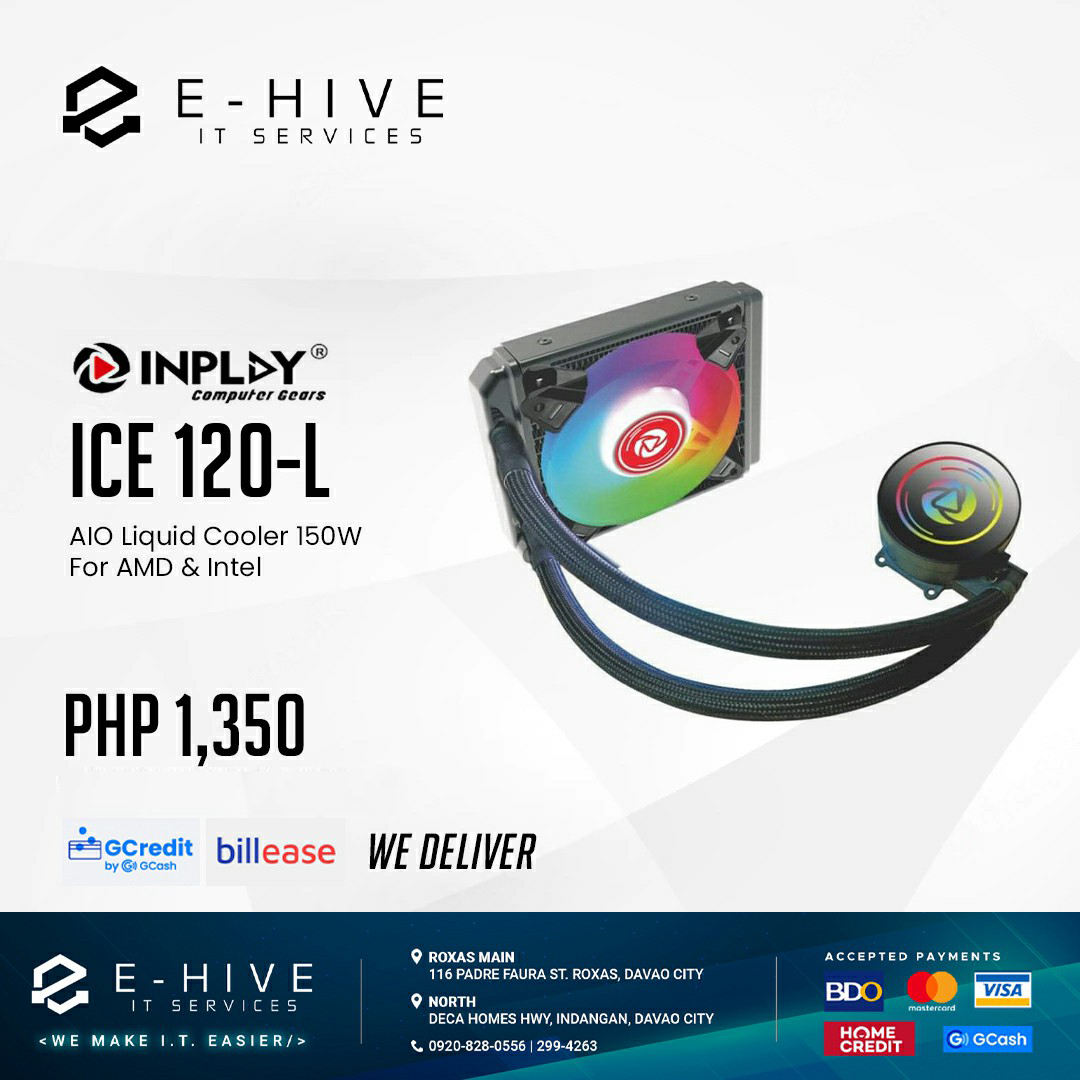 E-HIVE
IT SERVICES
INPLAY®
Computer Gears
ICE 120-L
AIO Liquid Cooler 150W
For AMD & Intel
PHP 1,350
GCredit
by GCash
billease
WE DELIVER
E-HIVE
IT SERVICES
<WE MAKE I.T. EASIER/>
ROXAS MAIN
116 PADRE FAURA ST. ROXAS, DAVAO CITY
NORTH
DECA HOMES HWY, INDANGAN, DAVAO CITY
0920-828-0556 | 299-4263
ACCEPTED PAYMENTS
BDO
mastercard
VISA
HOME
CREDIT
GCash